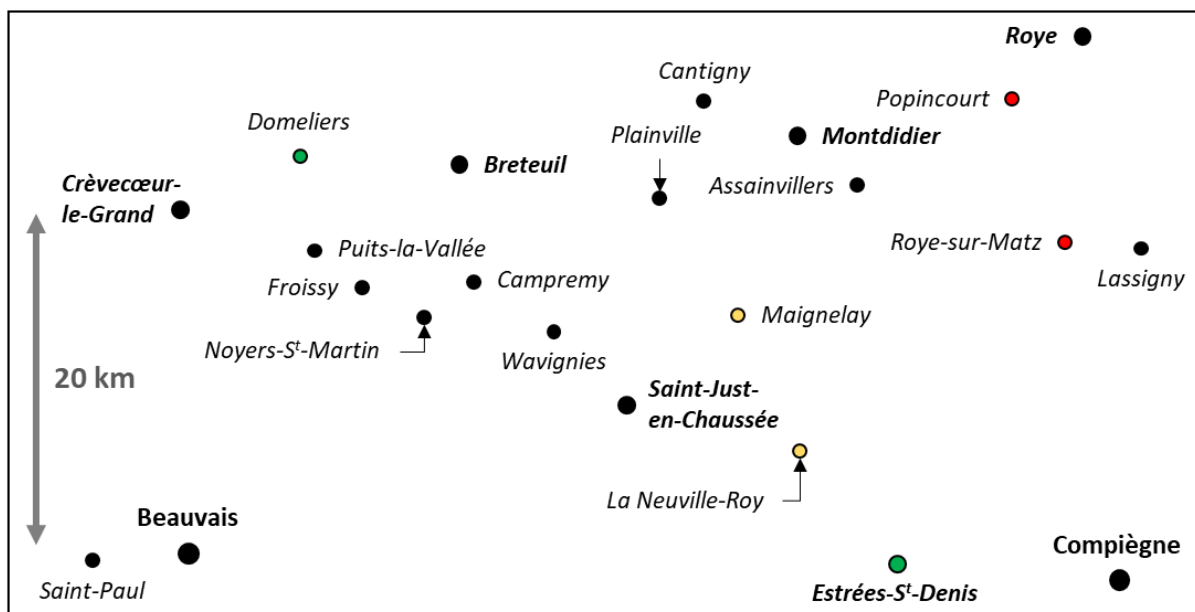 Roye
Cantigny
Popincourt
Domeliers
Plainville
Montdidier
Breteuil
Crèvecœur-
le-Grand
Assainvillers
Puits-la-Vallée
Roye-sur-Matz
Froissy
Campremy
Lassigny
Maignelay
Noyers-Sᵗ-Martin
Wavignies
20 km
Saint-Just-
en-Chaussée
La Neuville-Roy
Beauvais
Compiègne
Saint-Paul
Estrées-Sᵗ-Denis